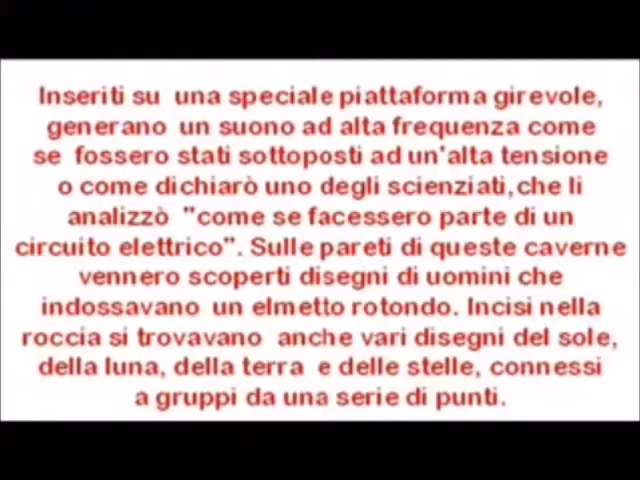 Inseriti su una speciale piattaforma girevole,
generano un suono ad alta frequenza come
se fossero stati sottoposti ad un'alta tensione
o come dichiarò uno degli scienziati,che li
analizzò "come se facessero parte di un
circuito elettrico". Sulle pareti di queste caverne
vennero scoperti disegni di uomini che
indossavano un elmetto rotondo. Incisi nella
roccia si trovavano anche vari disegni del sole,
della luna, della terra e delle stelle, connessi
a gruppi da una serie di punti.